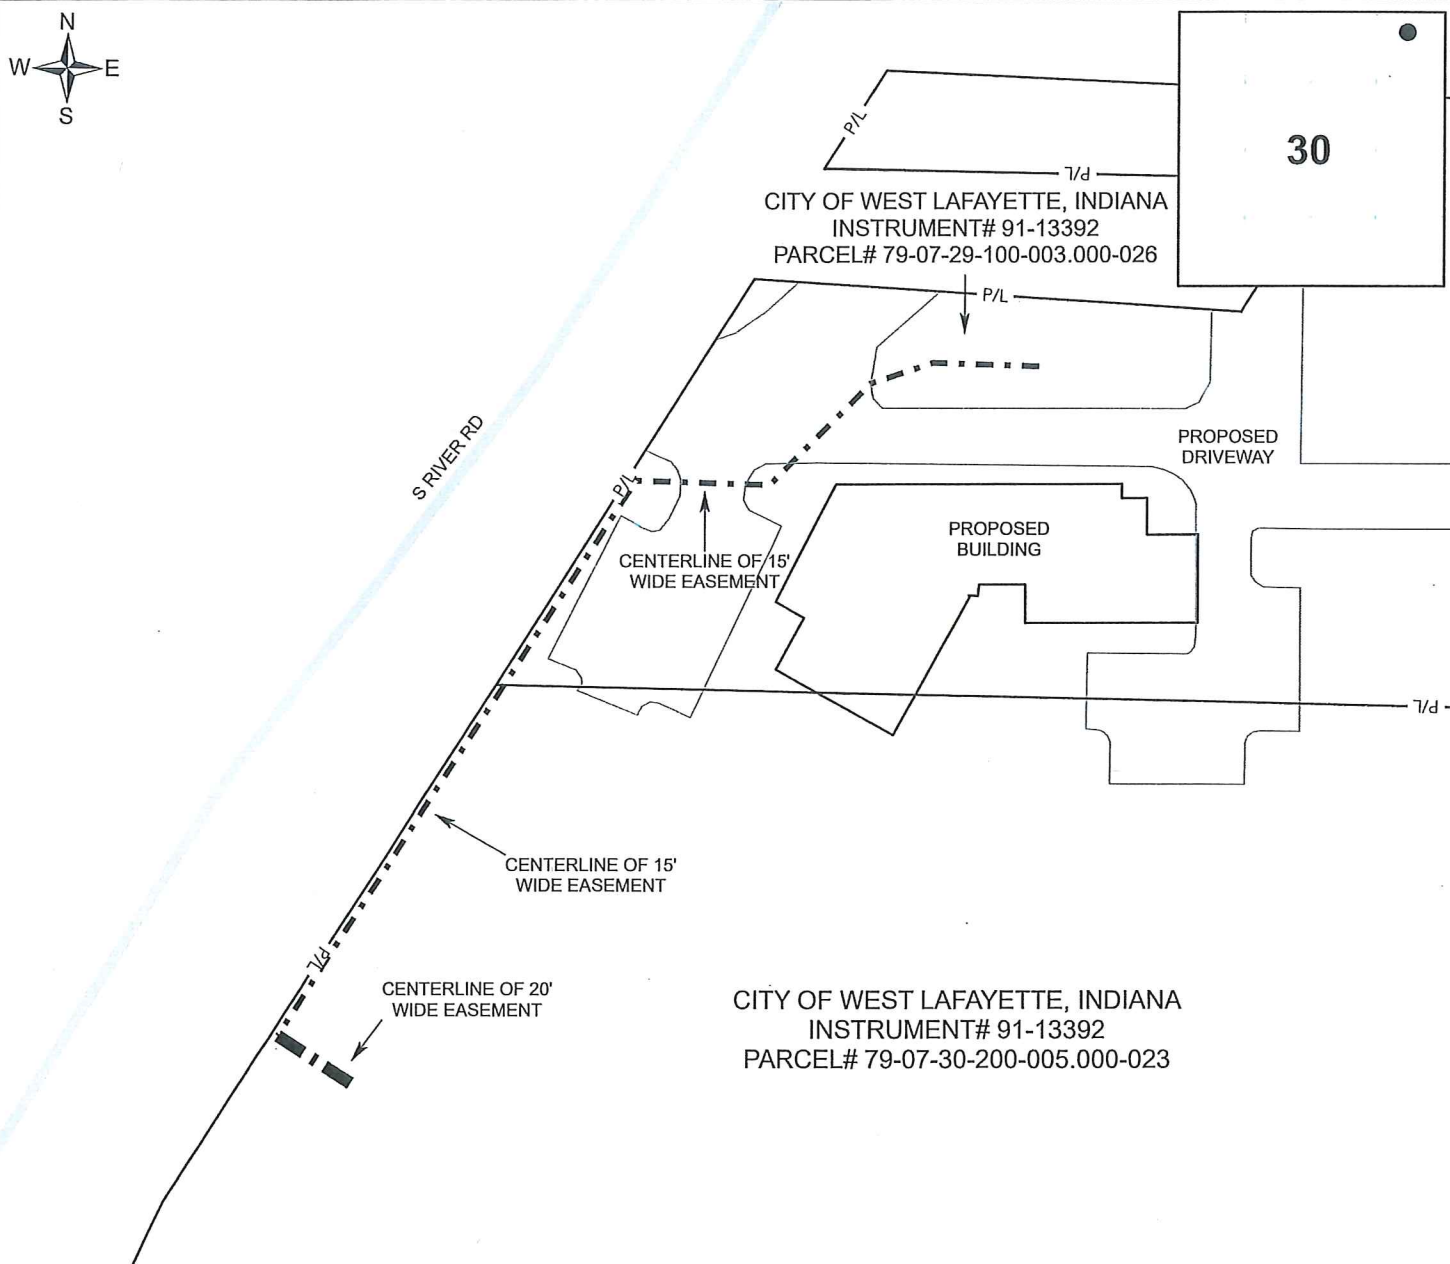 N
W E
S
P/L
P/L
30
CITY OF WEST LAFAYETTE, INDIANA
INSTRUMENT# 91-13392
PARCEL# 79-07-29-100-003.000-026
P/L
S RIVER RD
PROPOSED
DRIVEWAY
P/L
PROPOSED
BUILDING
CENTERLINE OF 15'
WIDE EASEMENT
P/L
CENTERLINE OF 15'
WIDE EASEMENT
P/L
CENTERLINE OF 20'
WIDE EASEMENT
CITY OF WEST LAFAYETTE, INDIANA
INSTRUMENT# 91-13392
PARCEL# 79-07-30-200-005.000-023